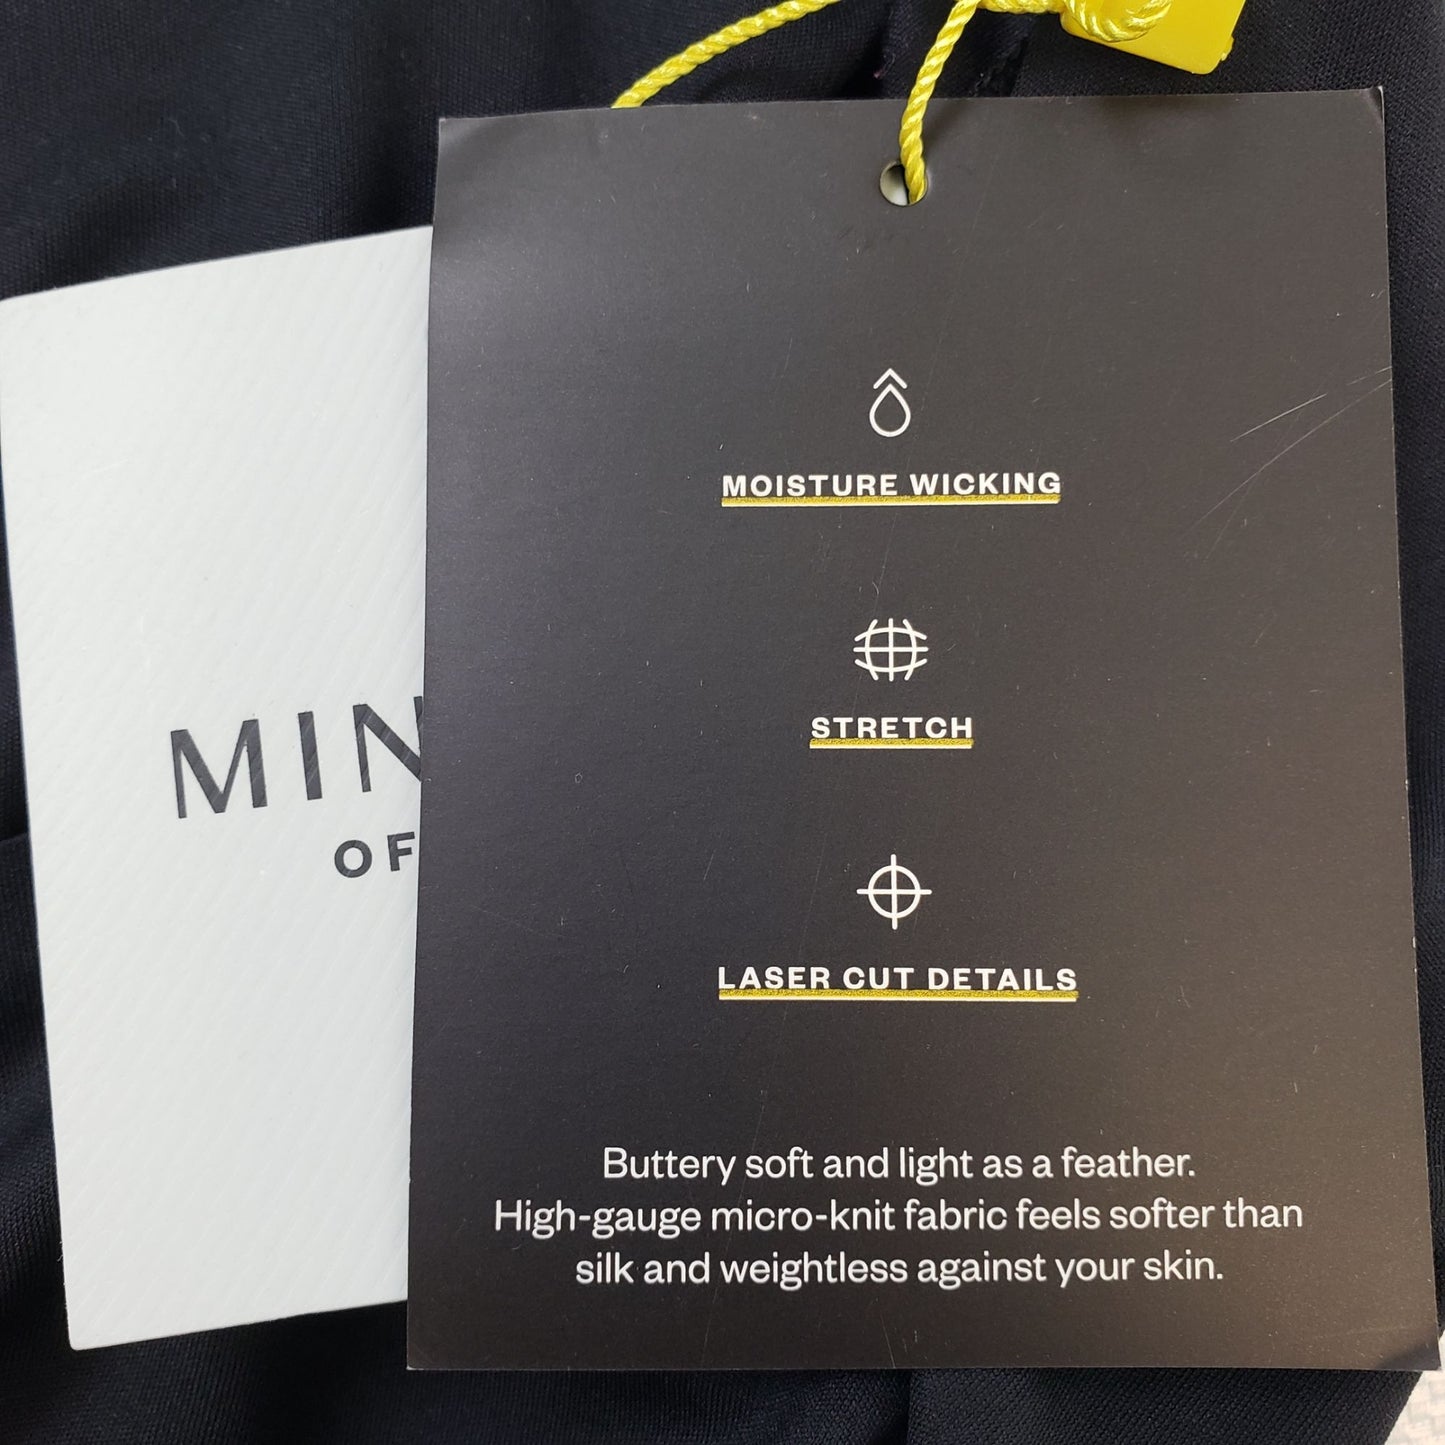 MIN
OF
MOISTURE WICKING
STRETCH
LASER CUT DETAILS
Buttery soft and light as a feather.
High-gauge micro-knit fabric feels softer than
silk and weightless against your skin.